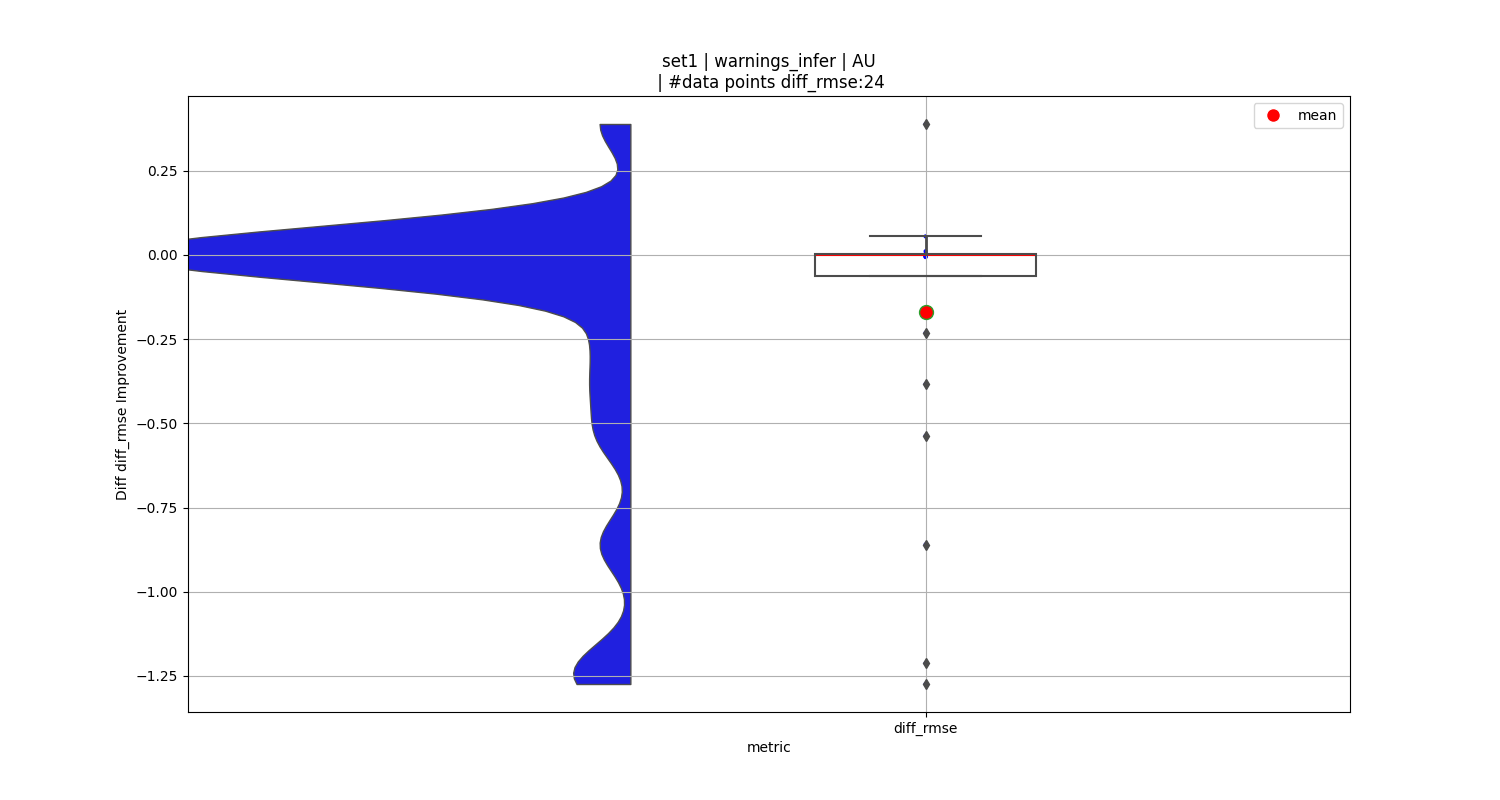 set1 | warnings_infer | AU
| #data points diff_rmse:24
mean
0.25
0.00
−0.25
−0.50
−0.75
−1.00
−1.25
Diff diff_rmse Improvement
diff_rmse
metric